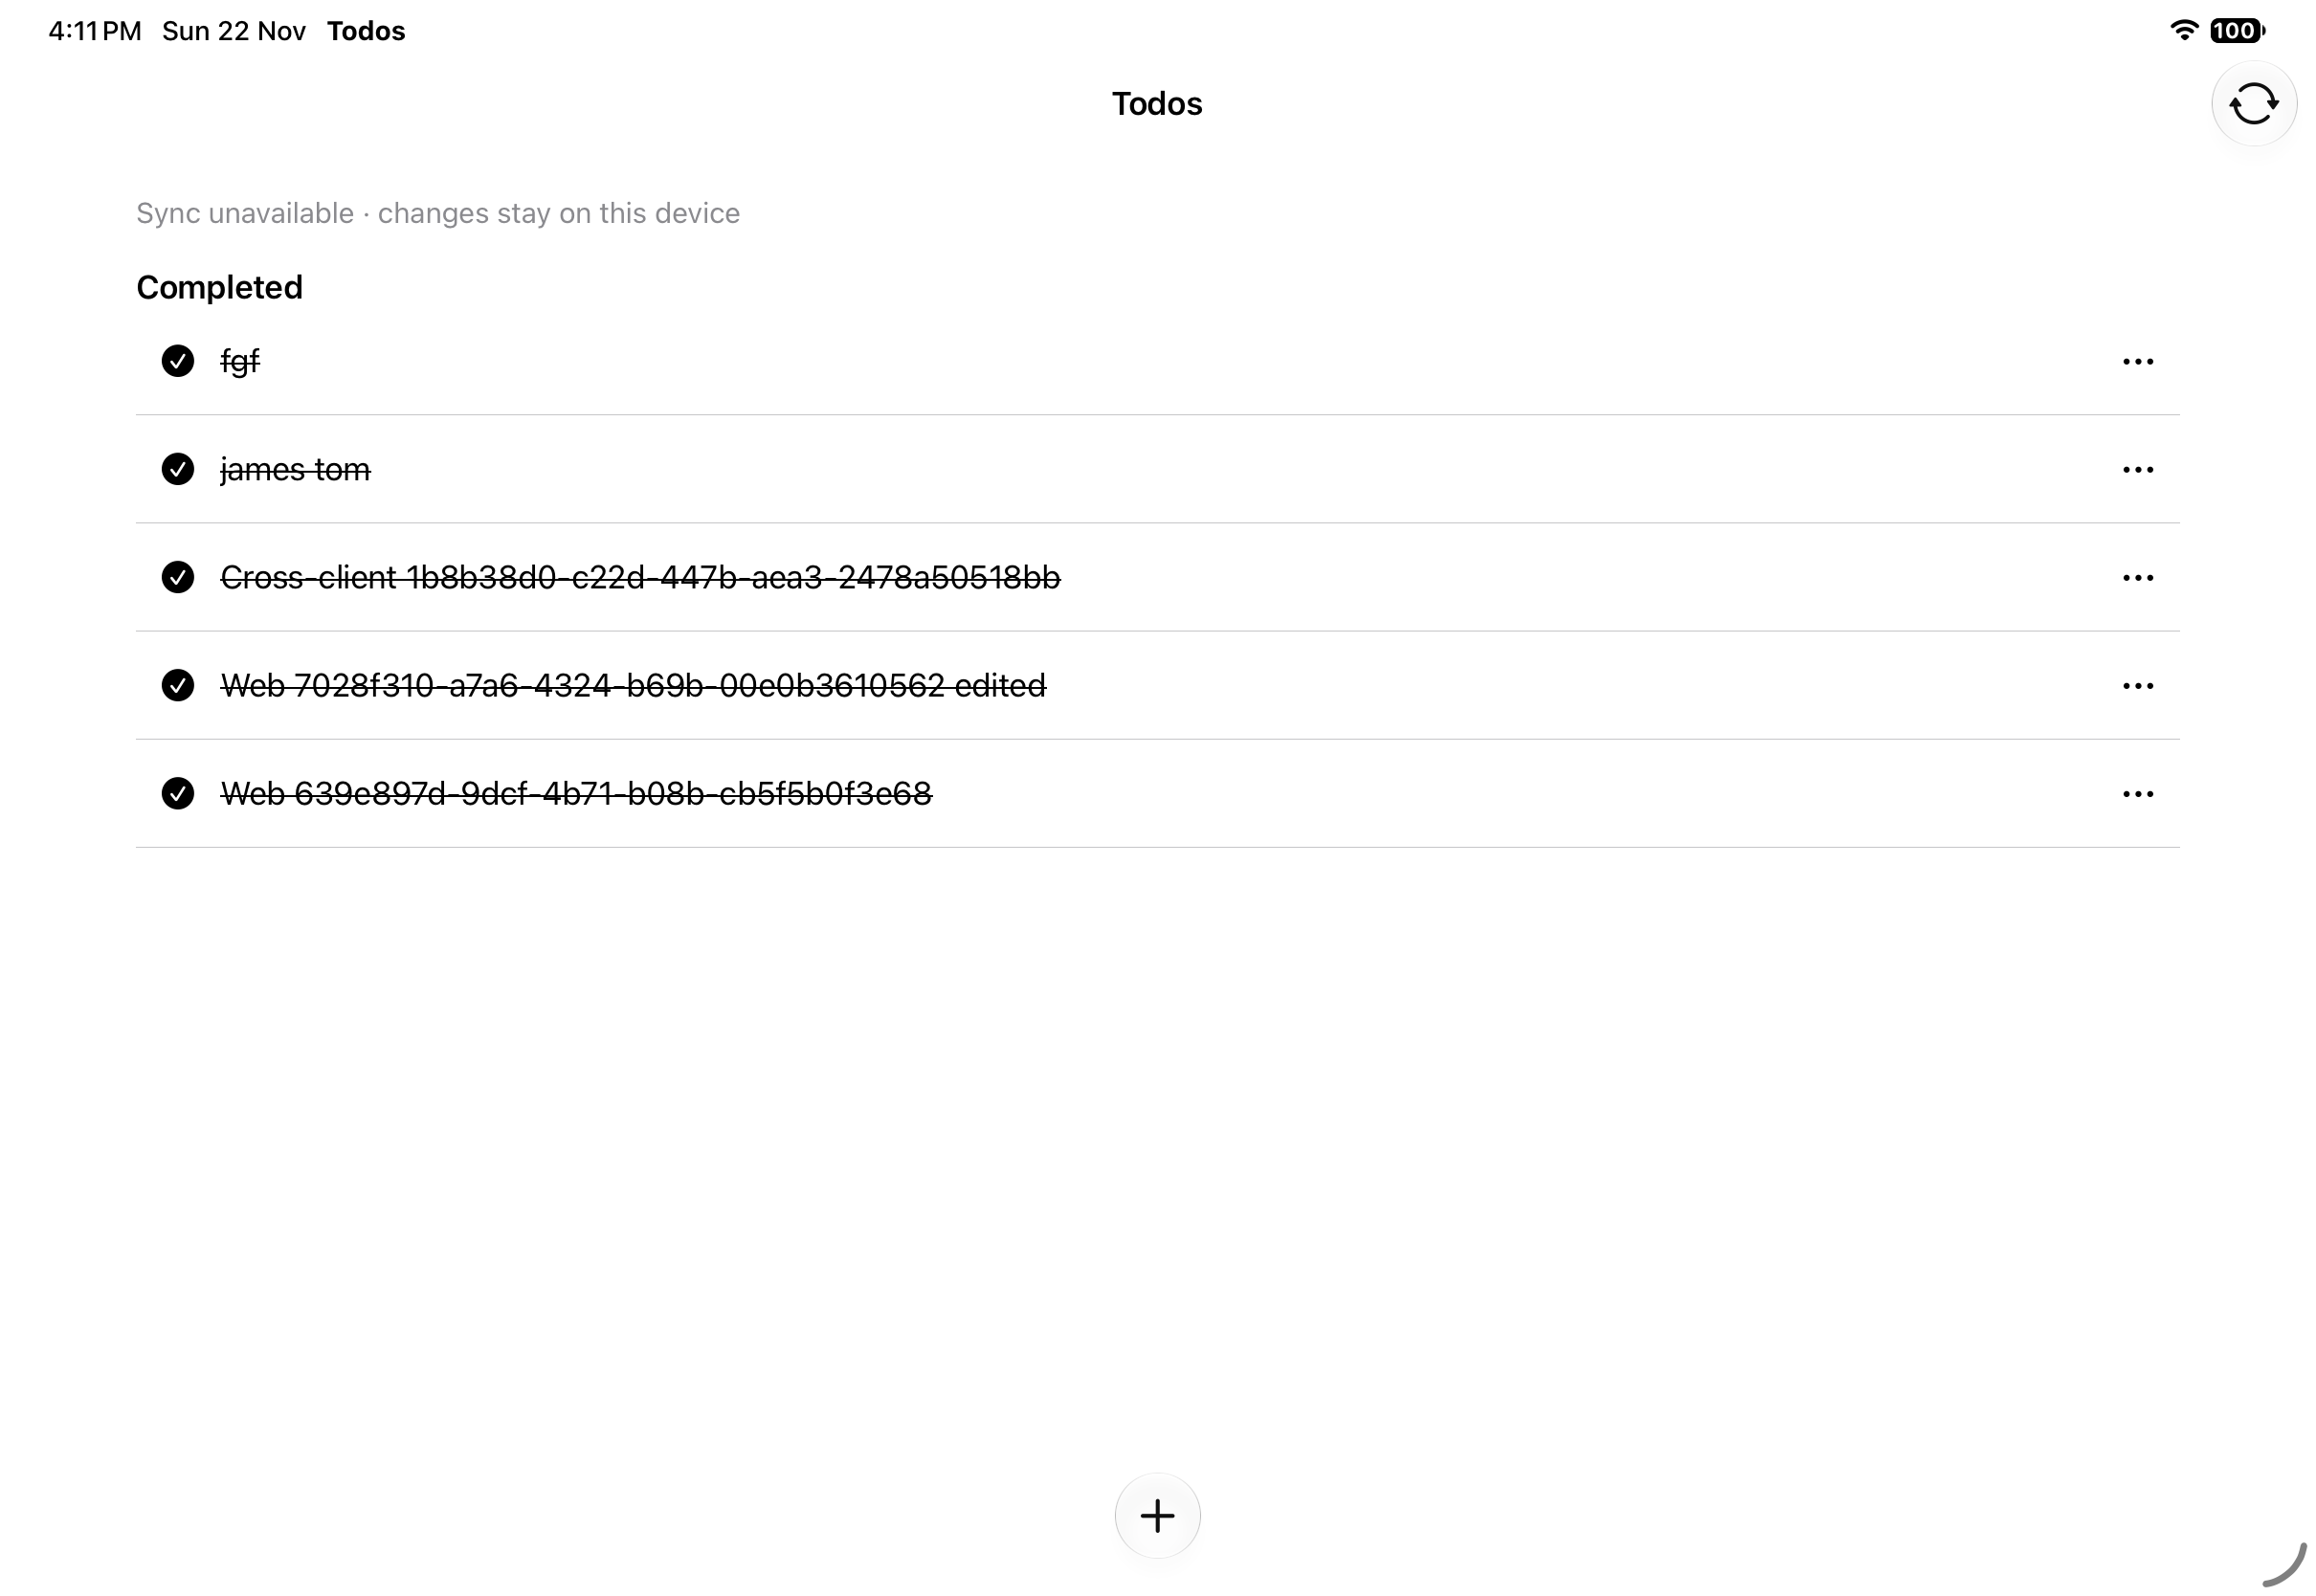 4:11 PM Sun 22 Nov Todos
100
Todos
Sync unavailable · changes stay on this device
Completed
fgf
james tom
Cross-client 1b8b38d0-c22d-447b-aea3-2478a50518bb
Web 7028f310-a7a6-4324-b69b-00e0b3610562 edited
Web 639e897d-9dcf-4b71-b08b-cb5f5b0f3e68